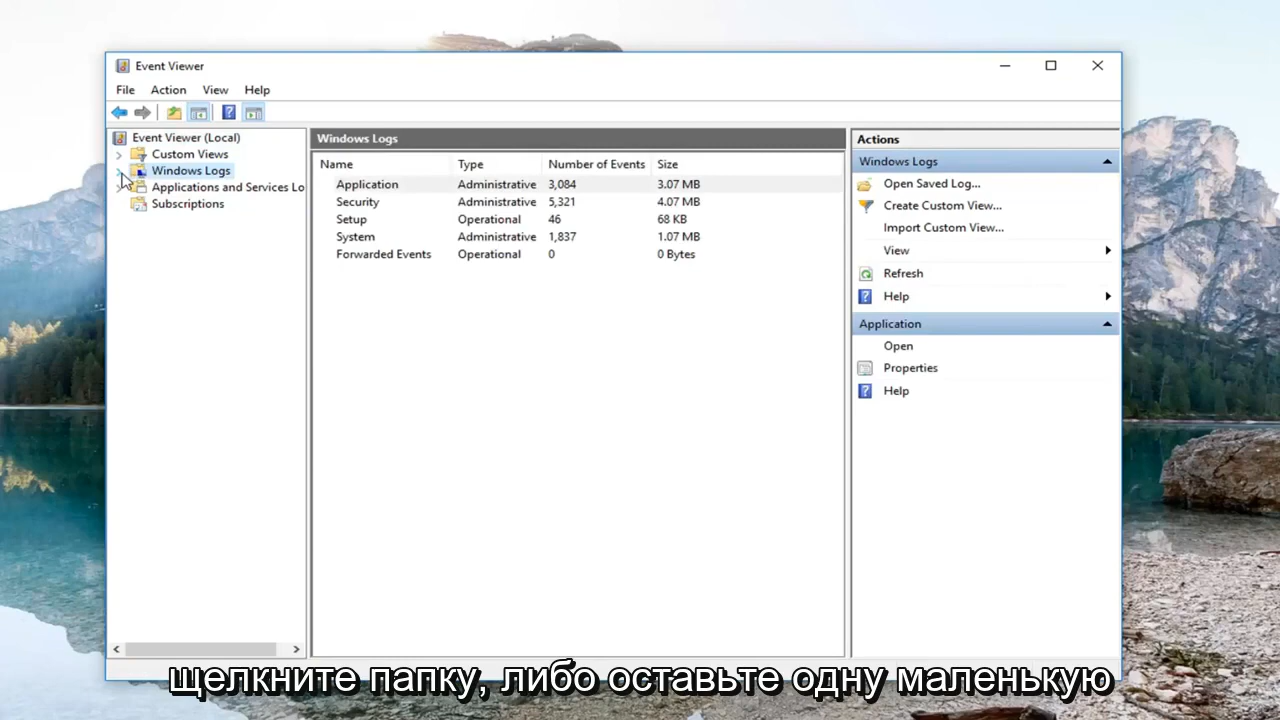 Event Viewer
File Action View Help
Event Viewer (Local)
Custom Views
Windows Logs
Applications and Services Lo
Subscriptions
Windows Logs
Name Type Number of Events Size
Application Administrative 3,084 3.07 MB
Security Administrative 5,321 4.07 MB
Setup Operational 46 68 KB
System Administrative 1,837 1.07 MB
Forwarded Events Operational 0 0 Bytes
Actions
Windows Logs
Open Saved Log...
Create Custom View...
Import Custom View...
View
Refresh
Help
Application
Open
Properties
Help
щелкните папку, либо оставьте одну маленькую